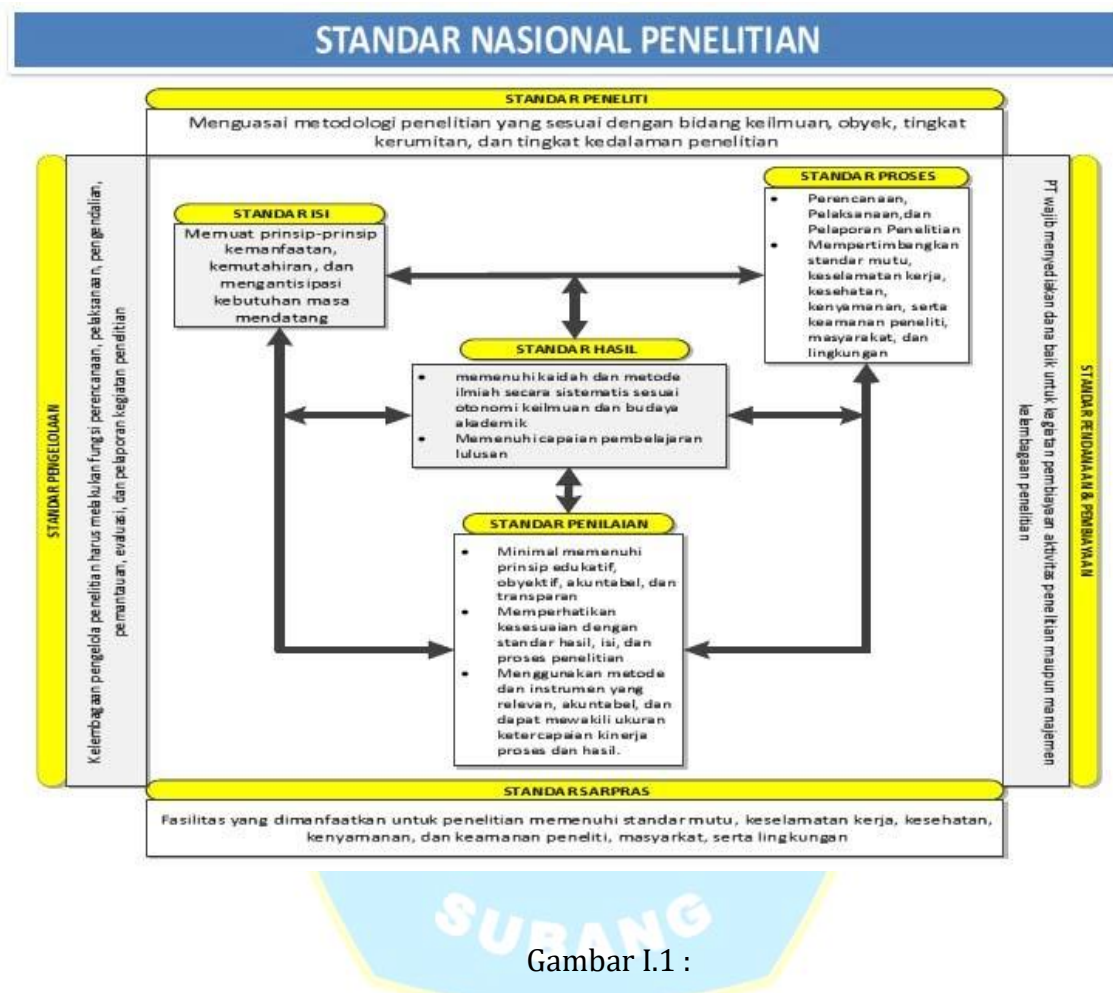 STANDAR NASIONAL PENELITIAN
STANDAR PENELITI
Menguasai metodologi penelitian yang sesuai dengan bidang keilmuan, obyek, tingkat
kerumitan, dan tingkat kedalaman penelitian
STANDAR PENGELOLAAN
Kelembagaan pengelola penelitian harus melakukan fungsi perencanaan, pelaksanaan, pengendalian,
pemantauan, evaluasi, dan pelaporan kegiatan penelitian
STANDAR ISI
Memuat prinsip-prinsip
kemanfaatan,
kemutahiran, dan
mengantisipasi
kebutuhan masa
mendatang
STANDAR PROSES
• Perencanaan,
Pelaksanaan,dan
Pelaporan Penelitian
• Mempertimbangkan
standar mutu,
keselamatan kerja,
kesehatan,
kenyamanan, serta
keamanan peneliti,
masyarakat, dan
lingkungan
STANDAR HASIL
• memenuhi kaidah dan metode
ilmiah secara sistematis sesuai
otonomi keilmuan dan budaya
akademik
• Memenuhi capaian pembelajaran
lulusan
STANDAR PENILAIAN
• Minimal memenuhi
prinsip edukatif,
obyektif, akuntabel, dan
transparan
• Memperhatikan
kesesuaian dengan
standar hasil, isi, dan
proses penelitian
• Menggunakan metode
dan instrumen yang
relevan, akuntabel, dan
dapat mewakili ukuran
ketercapaian kinerja
proses dan hasil.
PT wajib menyediakan dana baik untuk kegiatan pembiayaan aktivitas penelitian maupun manajemen
kelembagaan penelitian
STANDAR PENDANAAN & PEMBIAYAAN
STANDAR SARPRAS
Fasilitas yang dimanfaatkan untuk penelitian memenuhi standar mutu, keselamatan kerja, kesehatan,
kenyamanan, dan keamanan peneliti, masyarkat, serta lingkungan
SUBANG
Gambar I.1 :